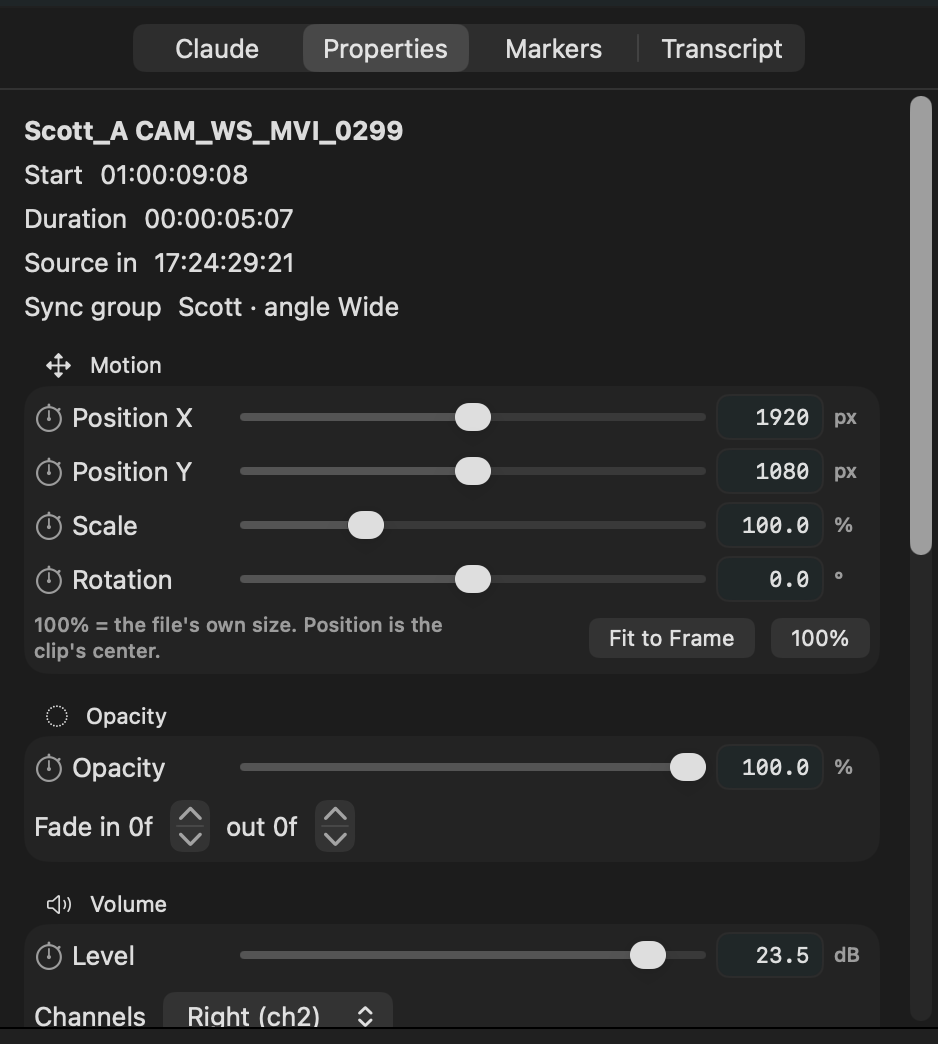 Claude Properties Markers Transcript
Scott_A CAM_WS_MVI_0299
Start 01:00:09:08
Duration 00:00:05:07
Source in 17:24:29:21
Sync group Scott · angle Wide
Motion
Position X 1920 px
Position Y 1080 px
Scale 100.0 %
Rotation 0.0 °
100% = the file's own size. Position is the
clip's center.
Fit to Frame 100%
Opacity
Opacity 100.0 %
Fade in 0f out 0f
Volume
Level 23.5 dB
Channels Right (ch2)